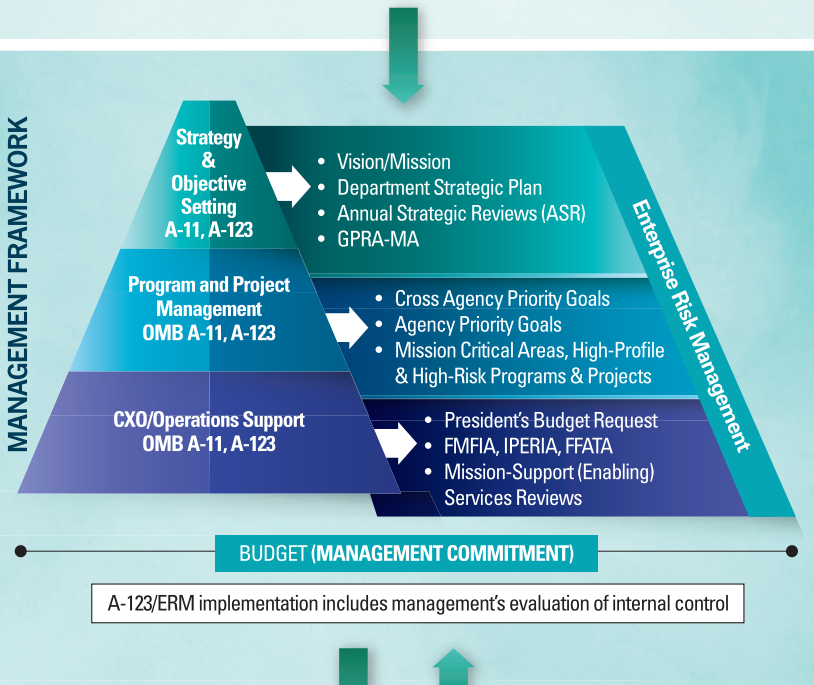 MANAGEMENT FRAMEWORK
Strategy
&
Objective
Setting
A-11, A-123
• Vision/Mission
• Department Strategic Plan
• Annual Strategic Reviews (ASR)
• GPRA-MA
Program and Project
Management
OMB A-11, A-123
• Cross Agency Priority Goals
• Agency Priority Goals
• Mission Critical Areas, High-Profile
& High-Risk Programs & Projects
CXO/Operations Support
OMB A-11, A-123
• President’s Budget Request
• FMFIA, IPERIA, FFATA
• Mission-Support (Enabling)
Services Reviews
Enterprise Risk Management
BUDGET (MANAGEMENT COMMITMENT)
A-123/ERM implementation includes management’s evaluation of internal control